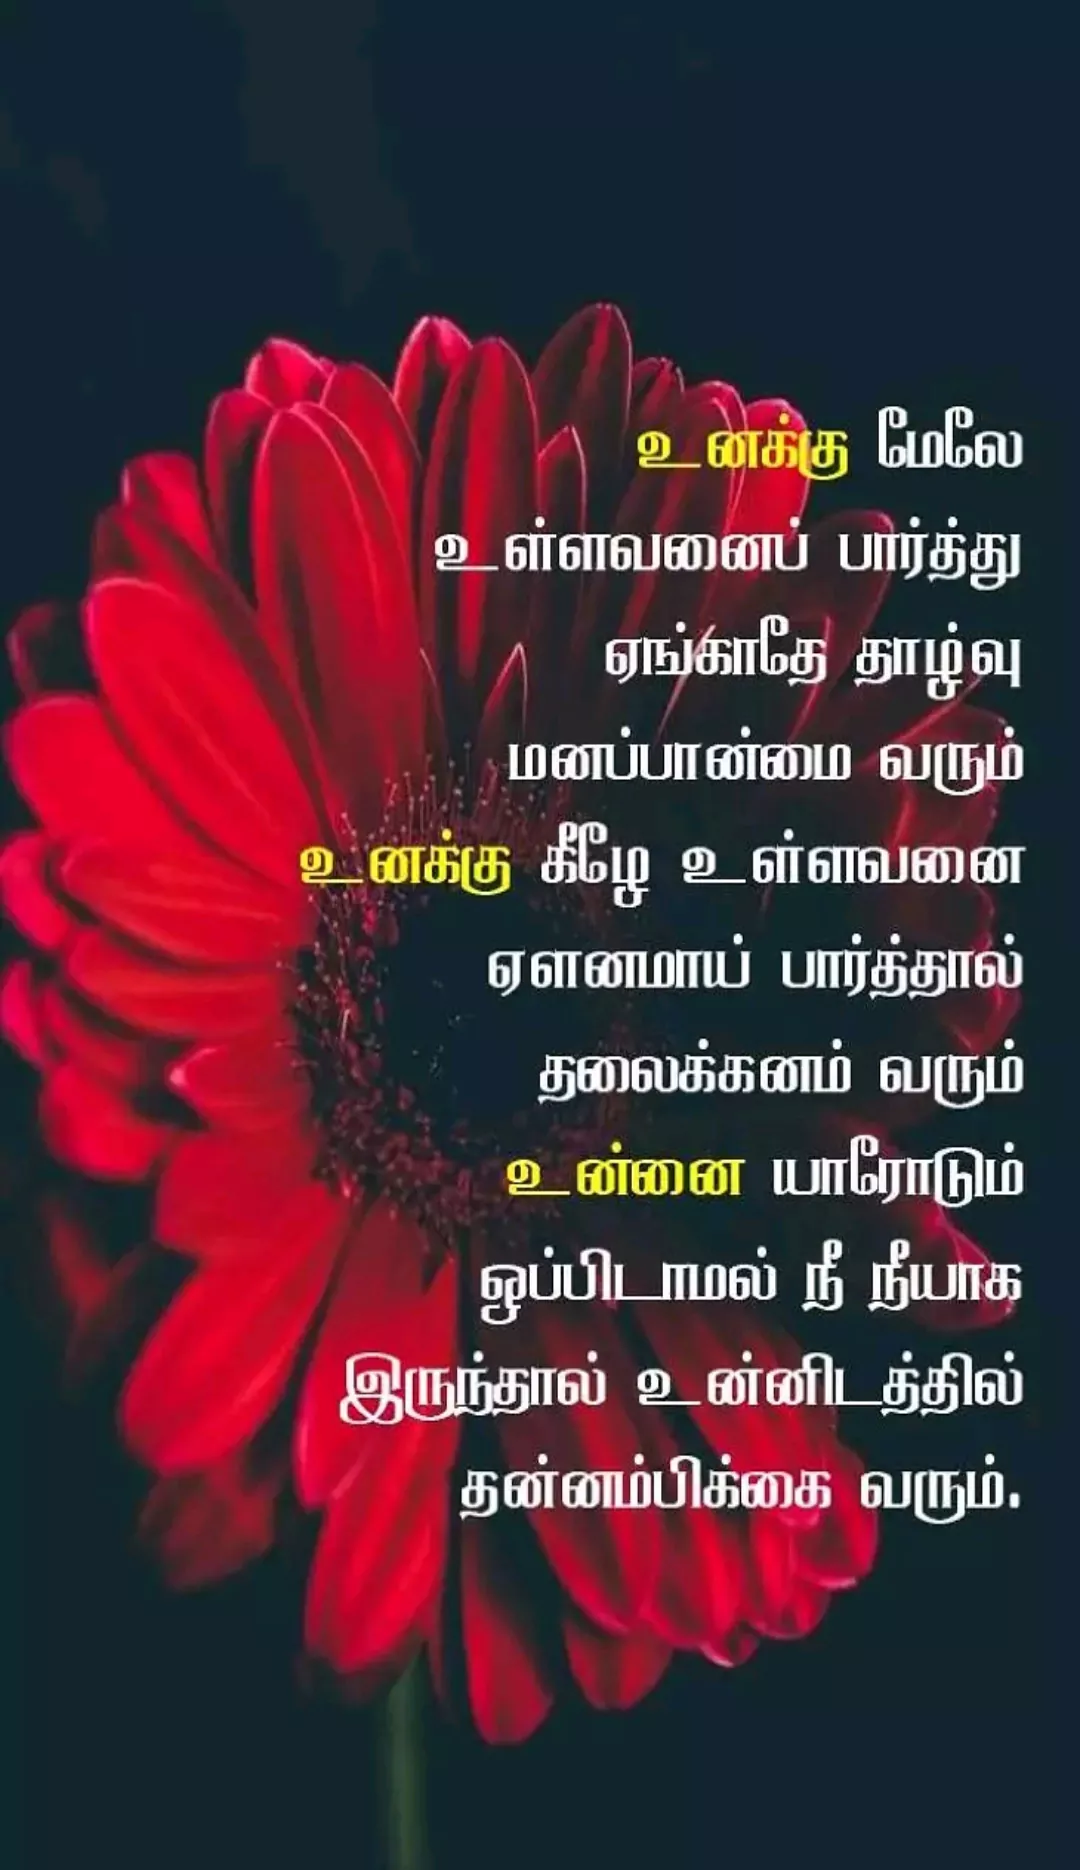 உனக்கு மேலே
உள்ளவனைப் பார்த்து
ஏங்காதே தாழ்வு
மனப்பான்மை வரும்
உனக்கு கீழே உள்ளவனை
ஏளனமாய் பார்த்தால்
தலைக்கனம் வரும்
உன்னை யாரோடும்
ஒப்பிடாமல் நீ நீயாக
இருந்தால் உன்னிடத்தில்
தன்னம்பிக்கை வரும்.